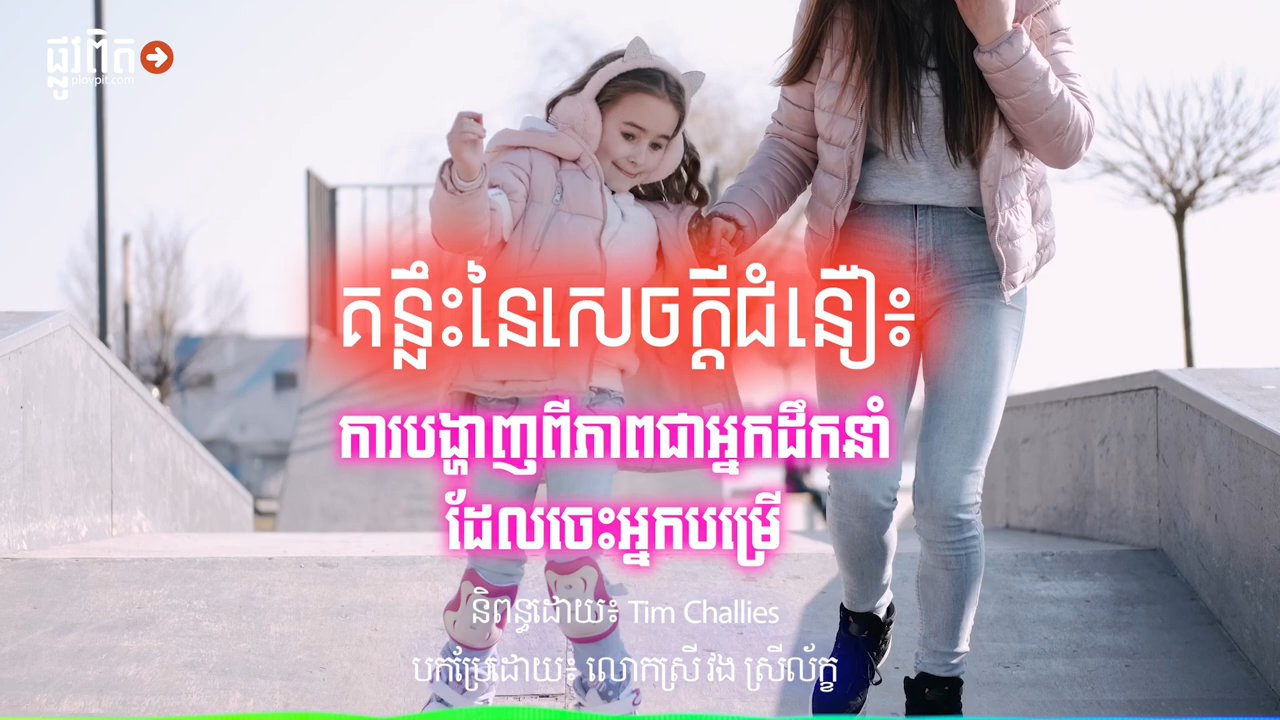 ផ្លូវពិត
plovpit.com
គន្លឹះនៃសេចក្ដីជំនឿ៖
ការបង្ហាញពីភាពជាអ្នកដឹកនាំ
ដែលចេះអ្នកបម្រើ
និពន្ធដោយ៖ Tim Challies
បកប្រែដោយ៖ លោកស្រី វង ស្រីល័ក្ខ